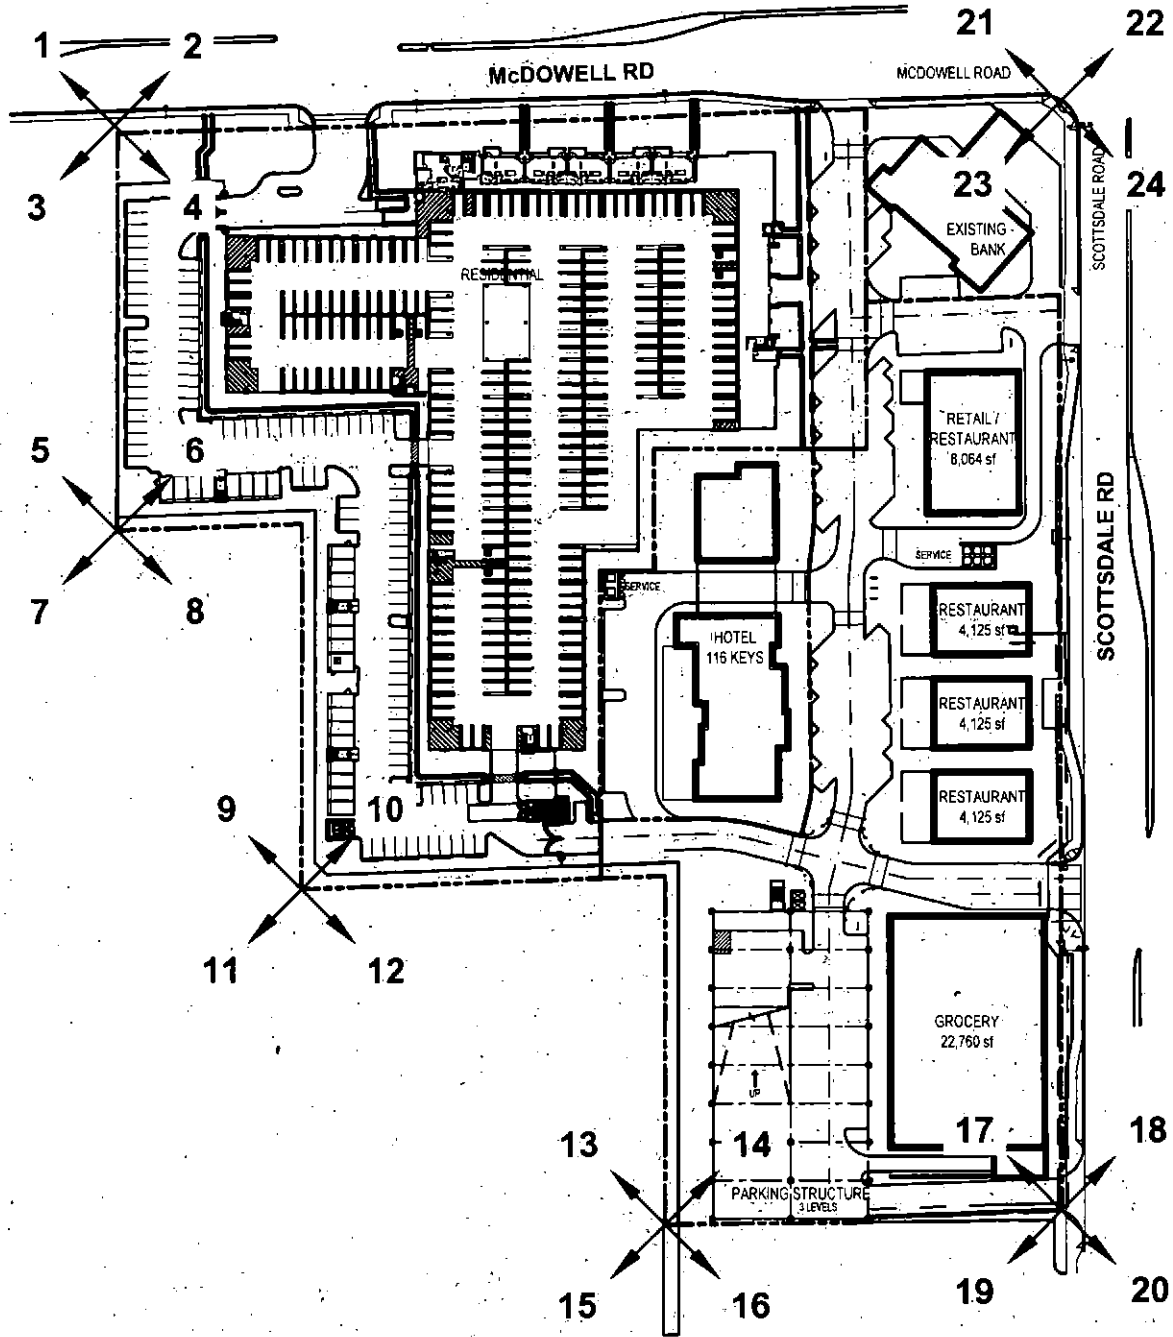 21
22
1
2
McDOWELL RD
MCDOWELL ROAD
SCOTTSDALE ROAD
3
4
23
24
EXISTING
BANK
RESIDENTIAL
5
6
RETAIL /
RESTAURANT
8,064 sf
SCOTTSDALE RD
SERVICE
SERVICE
7
8
RESTAURANT
4,125 sf
HOTEL
116 KEYS
RESTAURANT
4,125 sf
RESTAURANT
4,125 sf
9
10
11
12
GROCERY
22,760 sf
UP
13
14
17
18
PARKING STRUCTURE
3 LEVELS
15
16
19
20